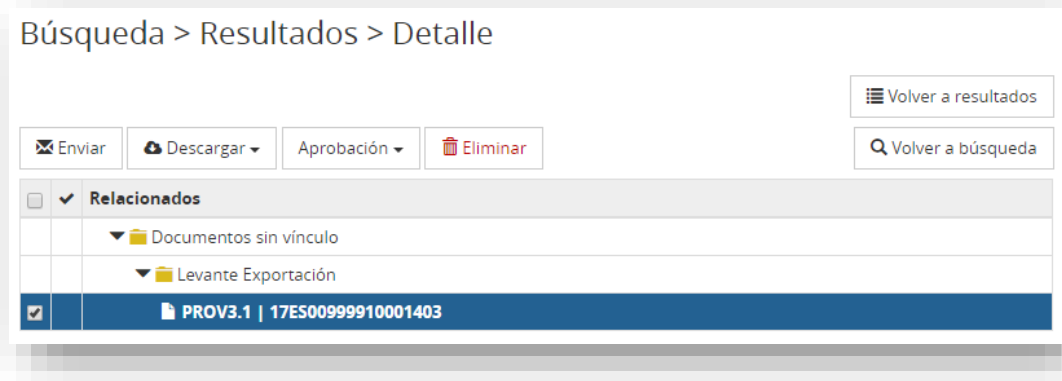 Búsqueda > Resultados > Detalle
Volver a resultados
Enviar Descargar Aprobación Eliminar Volver a búsqueda
Relacionados
Documentos sin vínculo
Levante Exportación
PROV3.1 | 17ES00999910001403